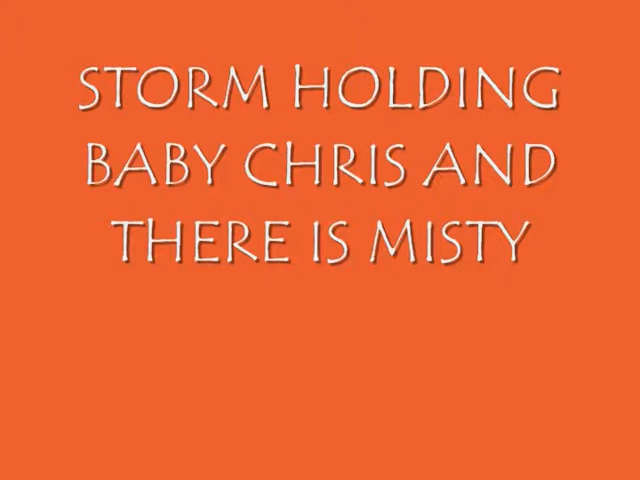 STORM HOLDING
BABY CHRIS AND
THERE IS MISTY